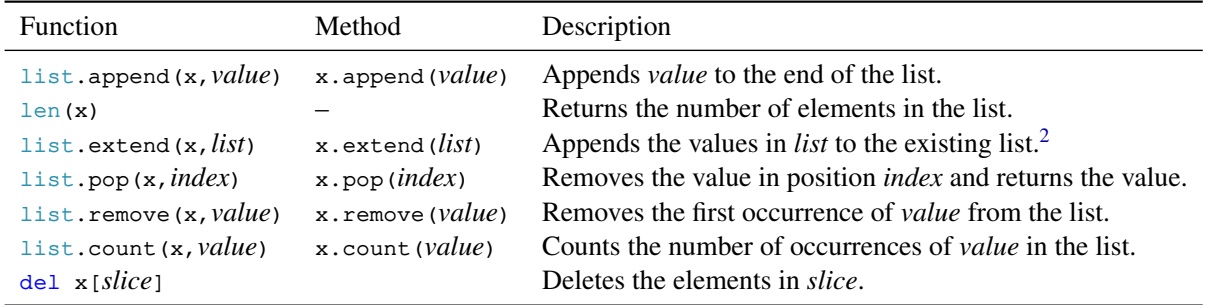 Function Method Description
list.append(x,value) x.append(value) Appends value to the end of the list.
len(x) – Returns the number of elements in the list.
list.extend(x,list) x.extend(list) Appends the values in list to the existing list.2
list.pop(x,index) x.pop(index) Removes the value in position index and returns the value.
list.remove(x,value) x.remove(value) Removes the first occurrence of value from the list.
list.count(x,value) x.count(value) Counts the number of occurrences of value in the list.
del x[slice] Deletes the elements in slice.